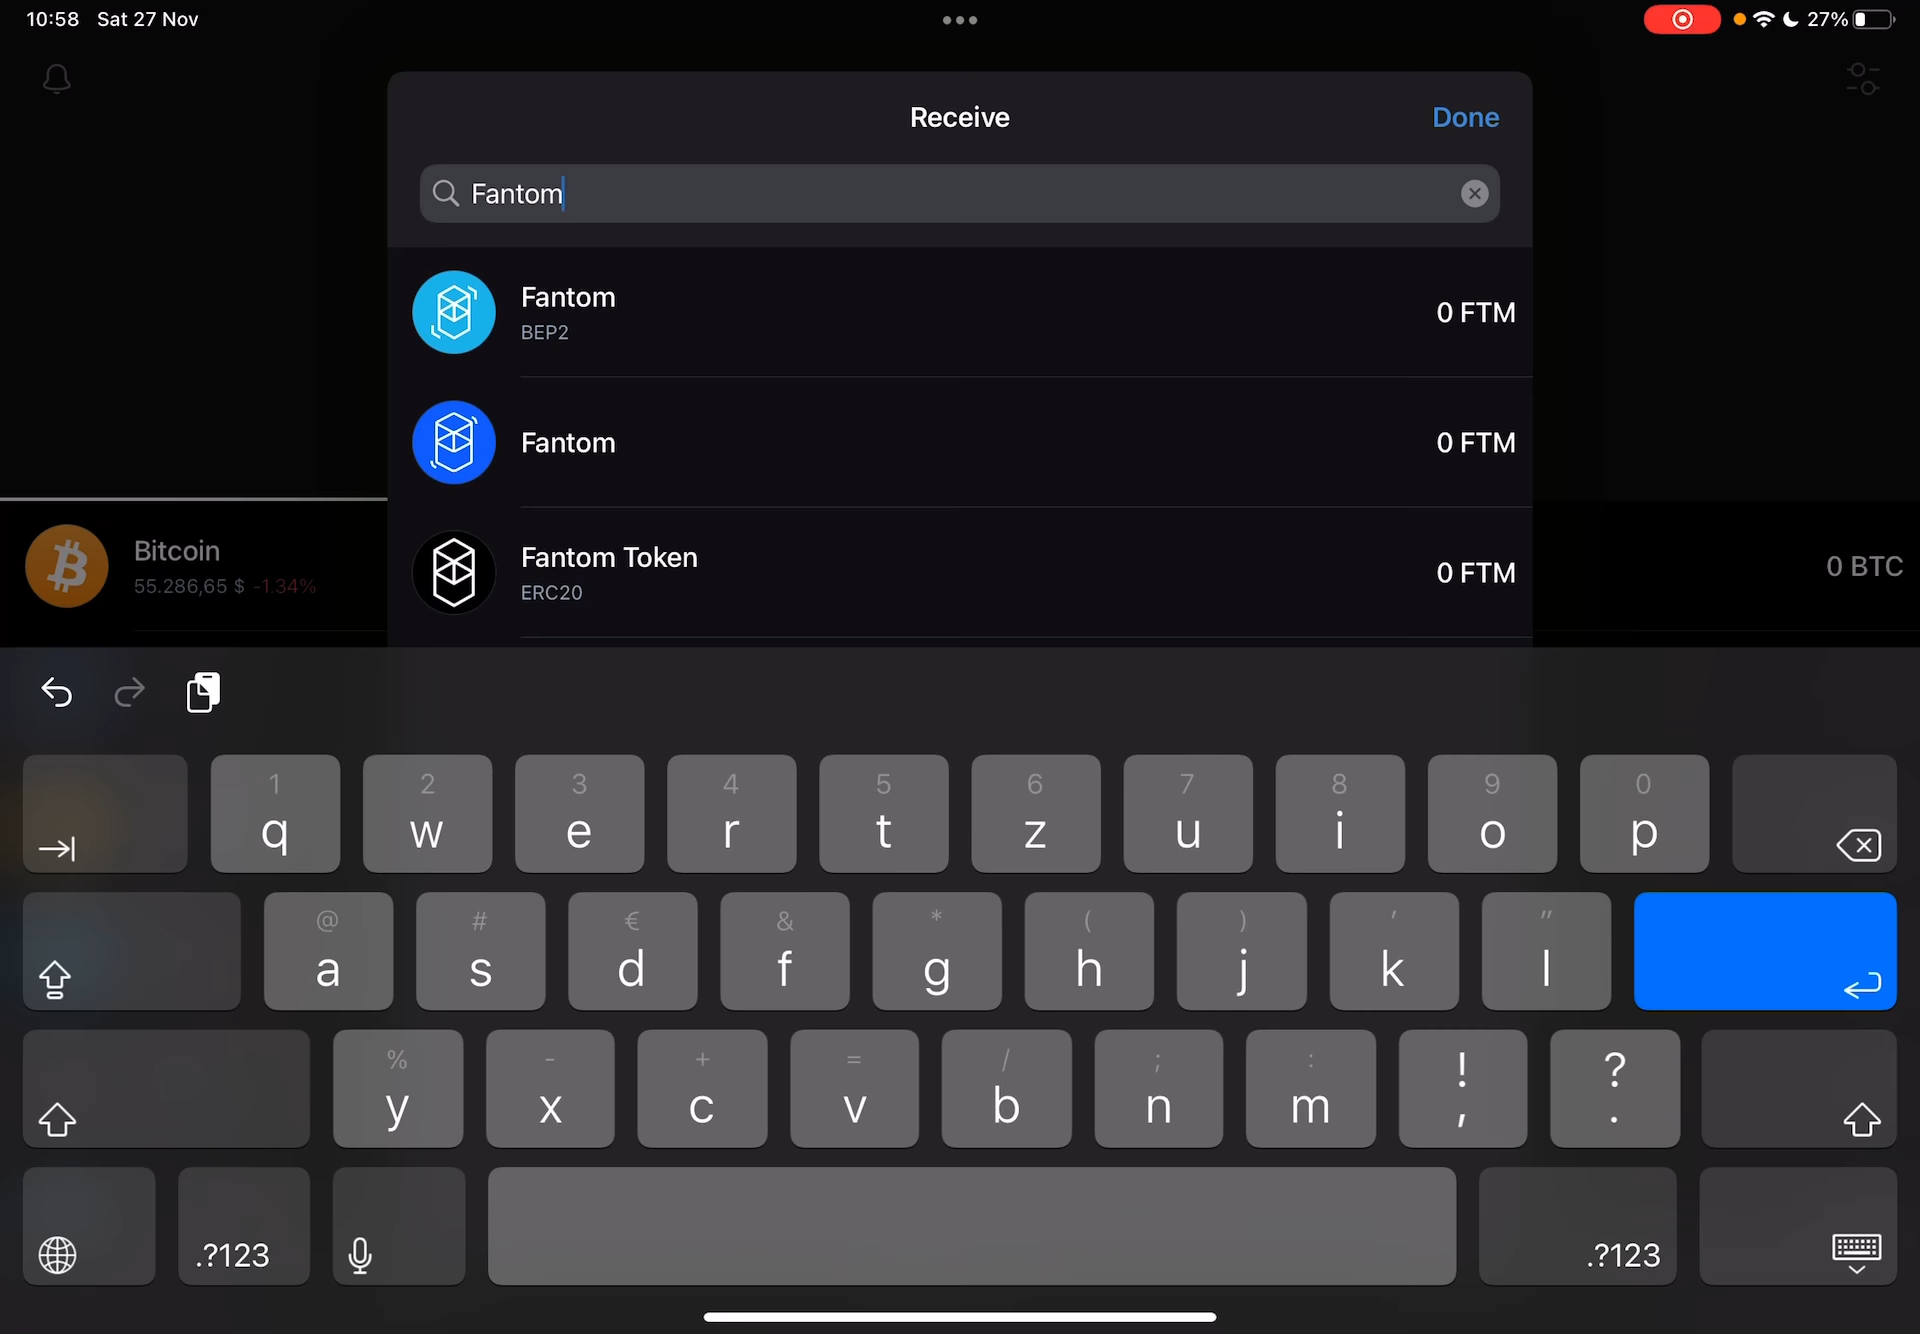 10:58 Sat 27 Nov
27%
Receive
Done
Fantom
Fantom
BEP2
0 FTM
Fantom
0 FTM
Fantom Token
ERC20
0 FTM
Bitcoin
55.286,65 $ -1.34%
0 BTC
1 2 3 4 5 6 7 8 9 0
q w e r t z u i o p
@ # € & * ( ) ' "
a s d f g h j k l
% - + = / ; : ! ?
y x c v b n m , .
.?123
.?123